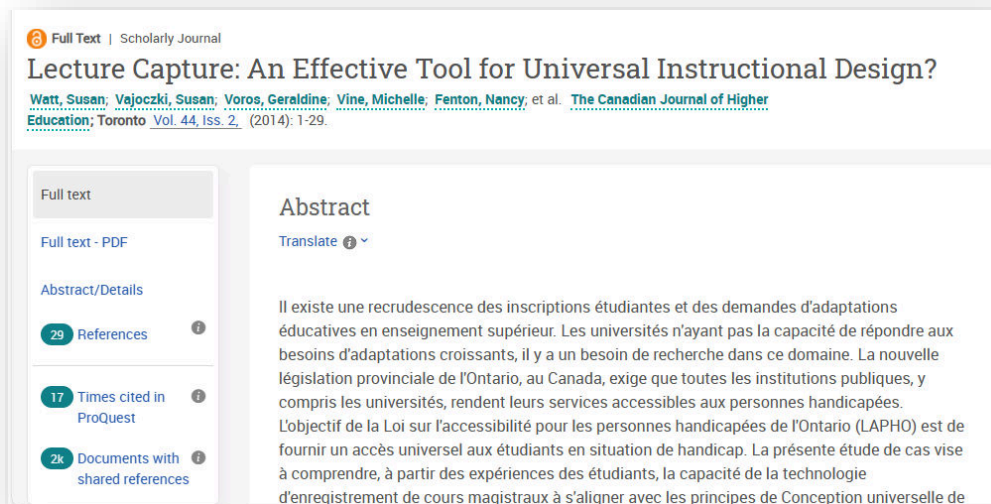 Full Text | Scholarly Journal
Lecture Capture: An Effective Tool for Universal Instructional Design?
Watt, Susan; Vajoczki, Susan; Voros, Geraldine; Vine, Michelle; Fenton, Nancy; et al. The Canadian Journal of Higher
Education; Toronto Vol. 44, Iss. 2, (2014): 1-29.
Full text
Full text - PDF
Abstract/Details
29 References
17 Times cited in
ProQuest
2k Documents with
shared references
Abstract
Translate
Il existe une recrudescence des inscriptions étudiantes et des demandes d'adaptations
éducatives en enseignement supérieur. Les universités n'ayant pas la capacité de répondre aux
besoins d'adaptations croissants, il y a un besoin de recherche dans ce domaine. La nouvelle
législation provinciale de l'Ontario, au Canada, exige que toutes les institutions publiques, y
compris les universités, rendent leurs services accessibles aux personnes handicapées.
L'objectif de la Loi sur l'accessibilité pour les personnes handicapées de l'Ontario (LAPHO) est de
fournir un accès universel aux étudiants en situation de handicap. La présente étude de cas vise
à comprendre, à partir des expériences des étudiants, la capacité de la technologie
d'enregistrement de cours magistraux à s'aligner avec les principes de Conception universelle de